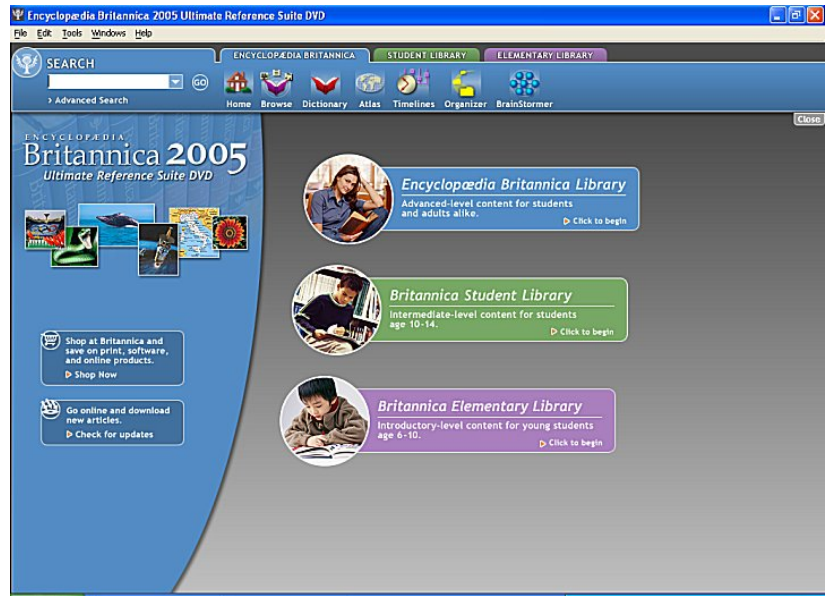 Encyclopædia Britannica 2005 Ultimate Reference Suite DVD
File Edit Tools Windows Help
ENCYCLOPÆDIA BRITANNICA STUDENT LIBRARY ELEMENTARY LIBRARY
SEARCH
GO
› Advanced Search
Home Browse Dictionary Atlas Timelines Organizer BrainStormer
Close
ENCYCLOPÆDIA
Britannica 2005
Ultimate Reference Suite DVD
Encyclopædia Britannica Library
Advanced-level content for students
and adults alike.
Click to begin
Britannica Student Library
Intermediate-level content for students
age 10-14.
Click to begin
Shop at Britannica and
save on print, software,
and online products.
Shop Now
Britannica Elementary Library
Introductory-level content for young students
age 6-10.
Click to begin
Go online and download
new articles.
Check for updates